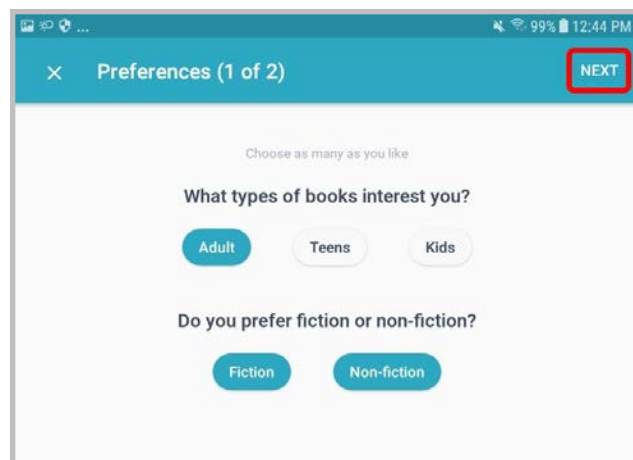 ... 99% 12:44 PM
Preferences (1 of 2) NEXT
Choose as many as you like
What types of books interest you?
Adult Teens Kids
Do you prefer fiction or non-fiction?
Fiction Non-fiction